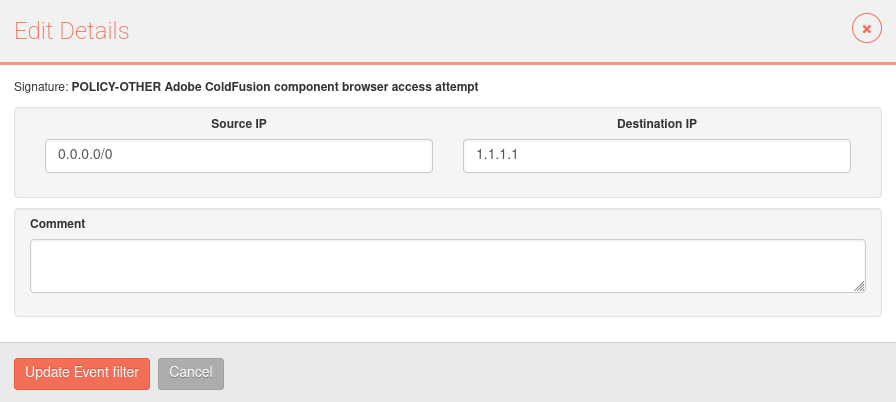 Edit Details
Signature: POLICY-OTHER Adobe ColdFusion component browser access attempt
Source IP
Destination IP
0.0.0.0/0
1.1.1.1
Comment
Update Event filter
Cancel